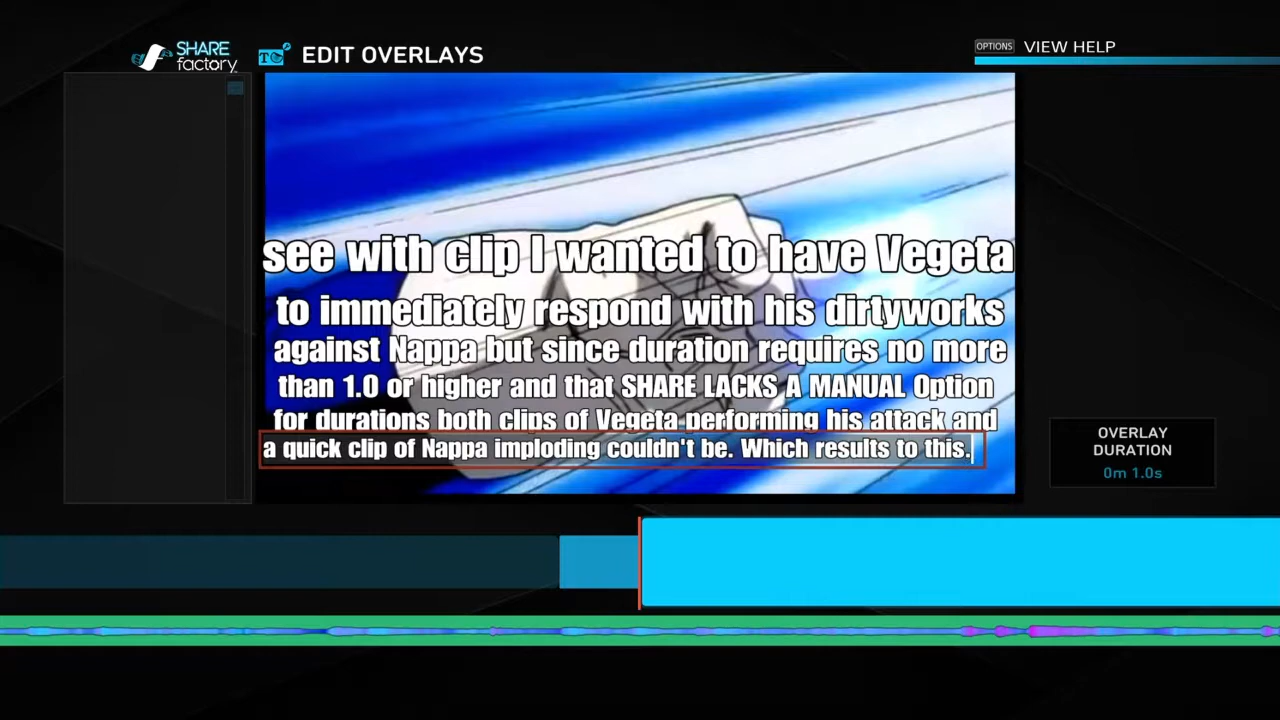 SHARE
factory
EDIT OVERLAYS
OPTIONS VIEW HELP
see with clip I wanted to have Vegeta
to immediately respond with his dirtyworks
against Nappa but since duration requires no more
than 1.0 or higher and that SHARE LACKS A MANUAL Option
for durations both clips of Vegeta performing his attack and
a quick clip of Nappa imploding couldn't be. Which results to this.
OVERLAY
DURATION
0m 1.0s